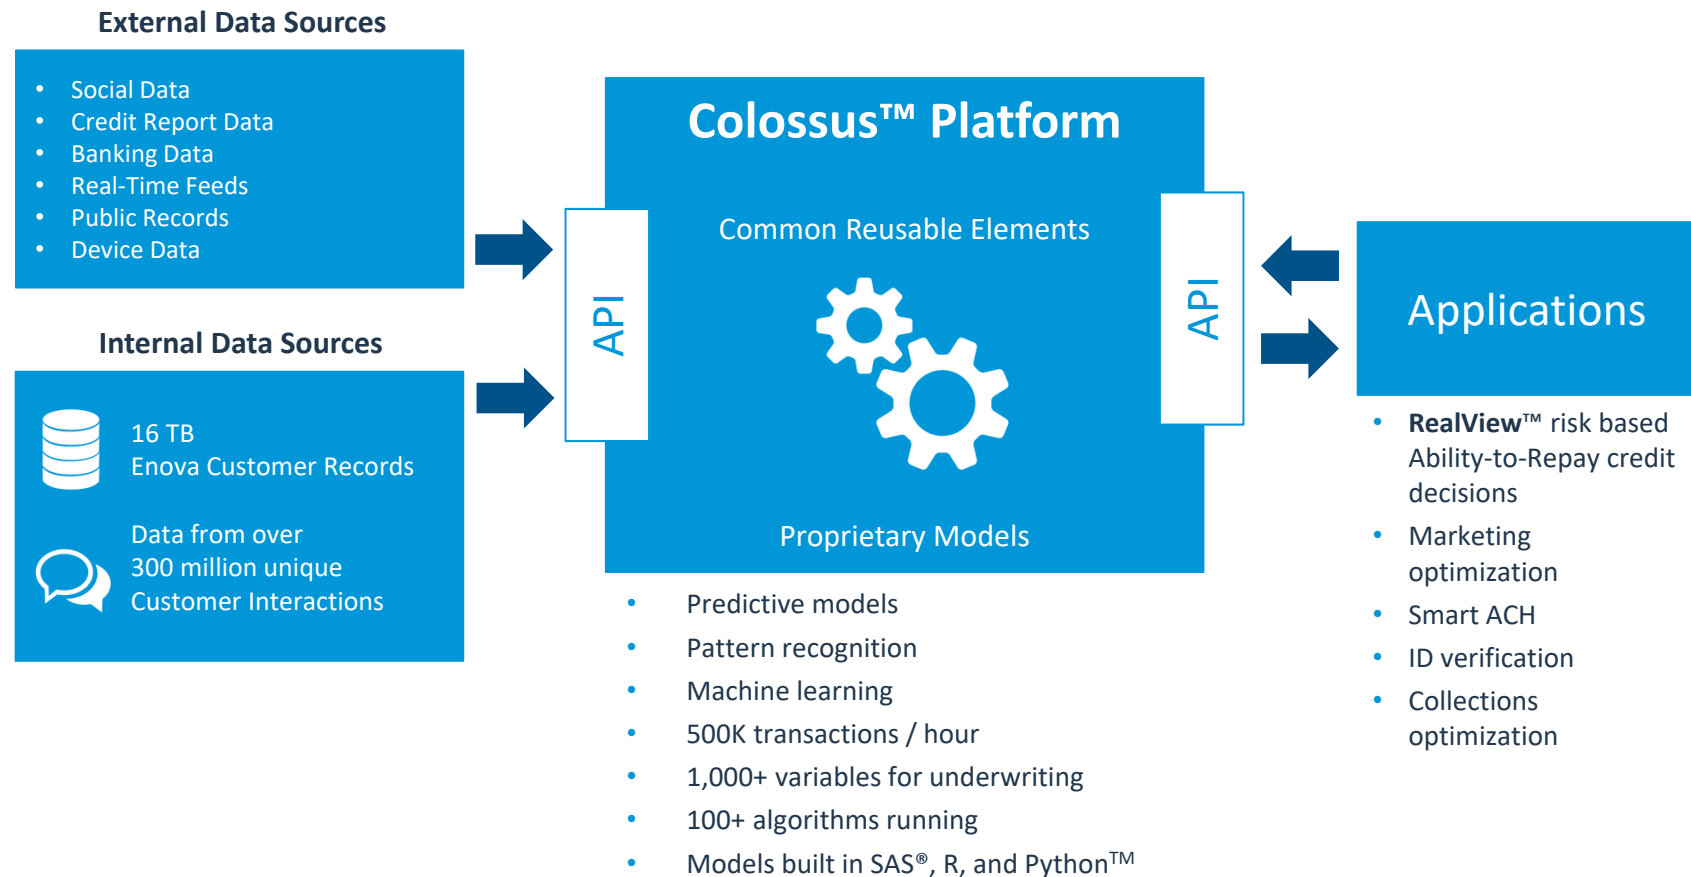 External Data Sources
• Social Data
• Credit Report Data
• Banking Data
• Real-Time Feeds
• Public Records
• Device Data
Internal Data Sources
16 TB
Enova Customer Records
Data from over
300 million unique
Customer Interactions
API
Colossus™ Platform
Common Reusable Elements
Proprietary Models
• Predictive models
• Pattern recognition
• Machine learning
• 500K transactions / hour
• 1,000+ variables for underwriting
• 100+ algorithms running
• Models built in SAS®, R, and Python™
API
Applications
• RealView™ risk based
Ability-to-Repay credit
decisions
• Marketing
optimization
• Smart ACH
• ID verification
• Collections
optimization